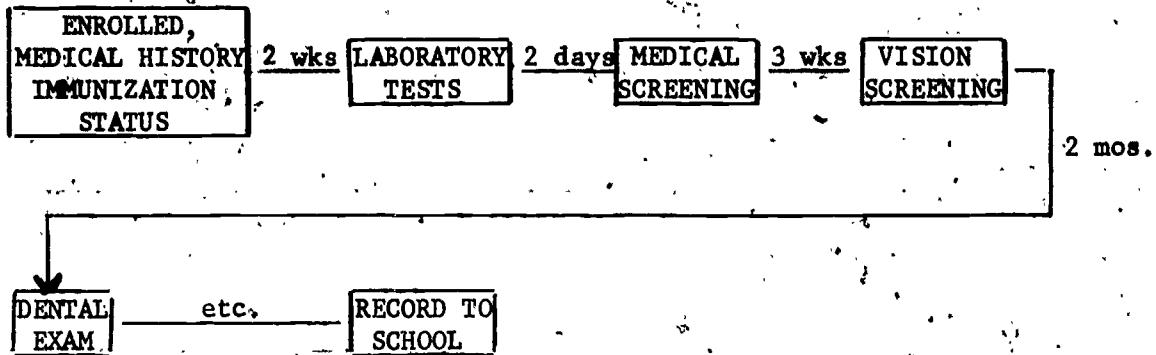 ENROLLED,
MEDICAL HISTORY
IMMUNIZATION
STATUS
2 wks
LABORATORY
TESTS
2 days
MEDICAL
SCREENING
3 wks
VISION
SCREENING
2 mos.
DENTAL
EXAM
etc.
RECORD TO
SCHOOL